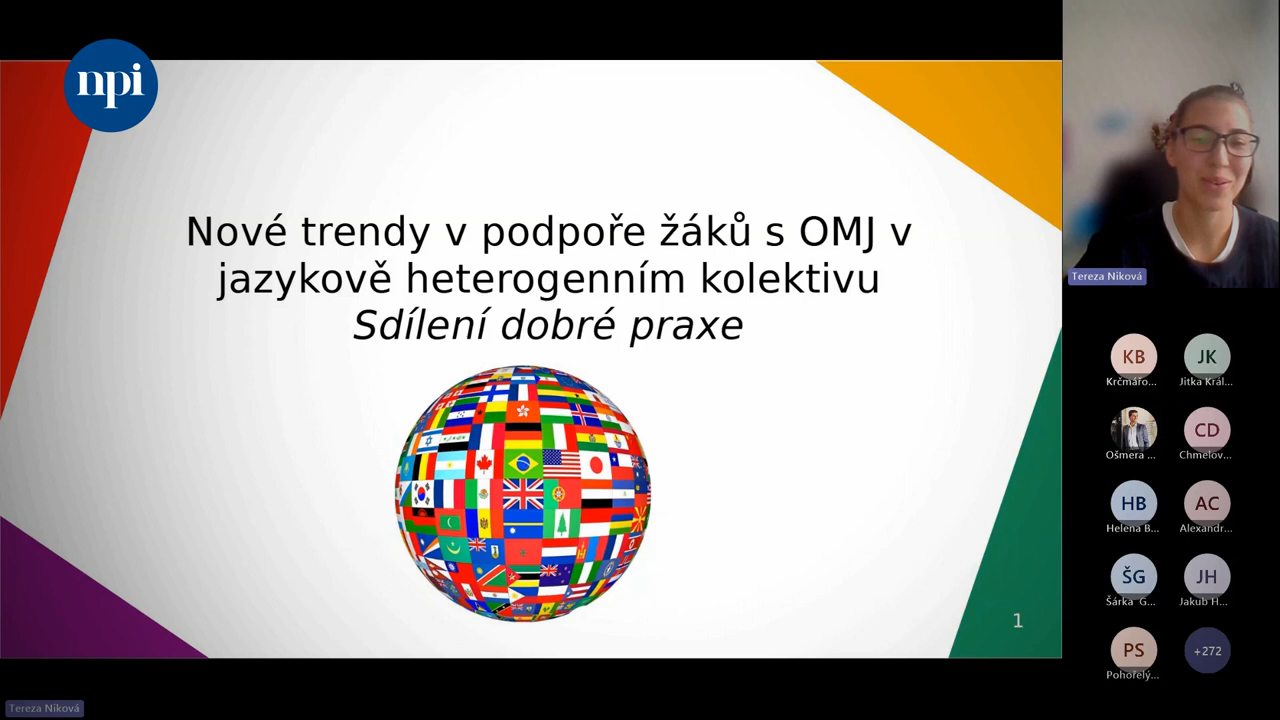 npi
Nové trendy v podpoře žáků s OMJ v
jazykově heterogenním kolektivu
Sdílení dobré praxe
1
Tereza Niková
KB
Krčmářo...
JK
Jitka Král...
Ošmera ...
CD
Chmelov...
HB
Helena B...
AC
Alexandr...
ŠG
Šárka G...
JH
Jakub H...
PS
Pohořelý...
+272
Tereza Niková